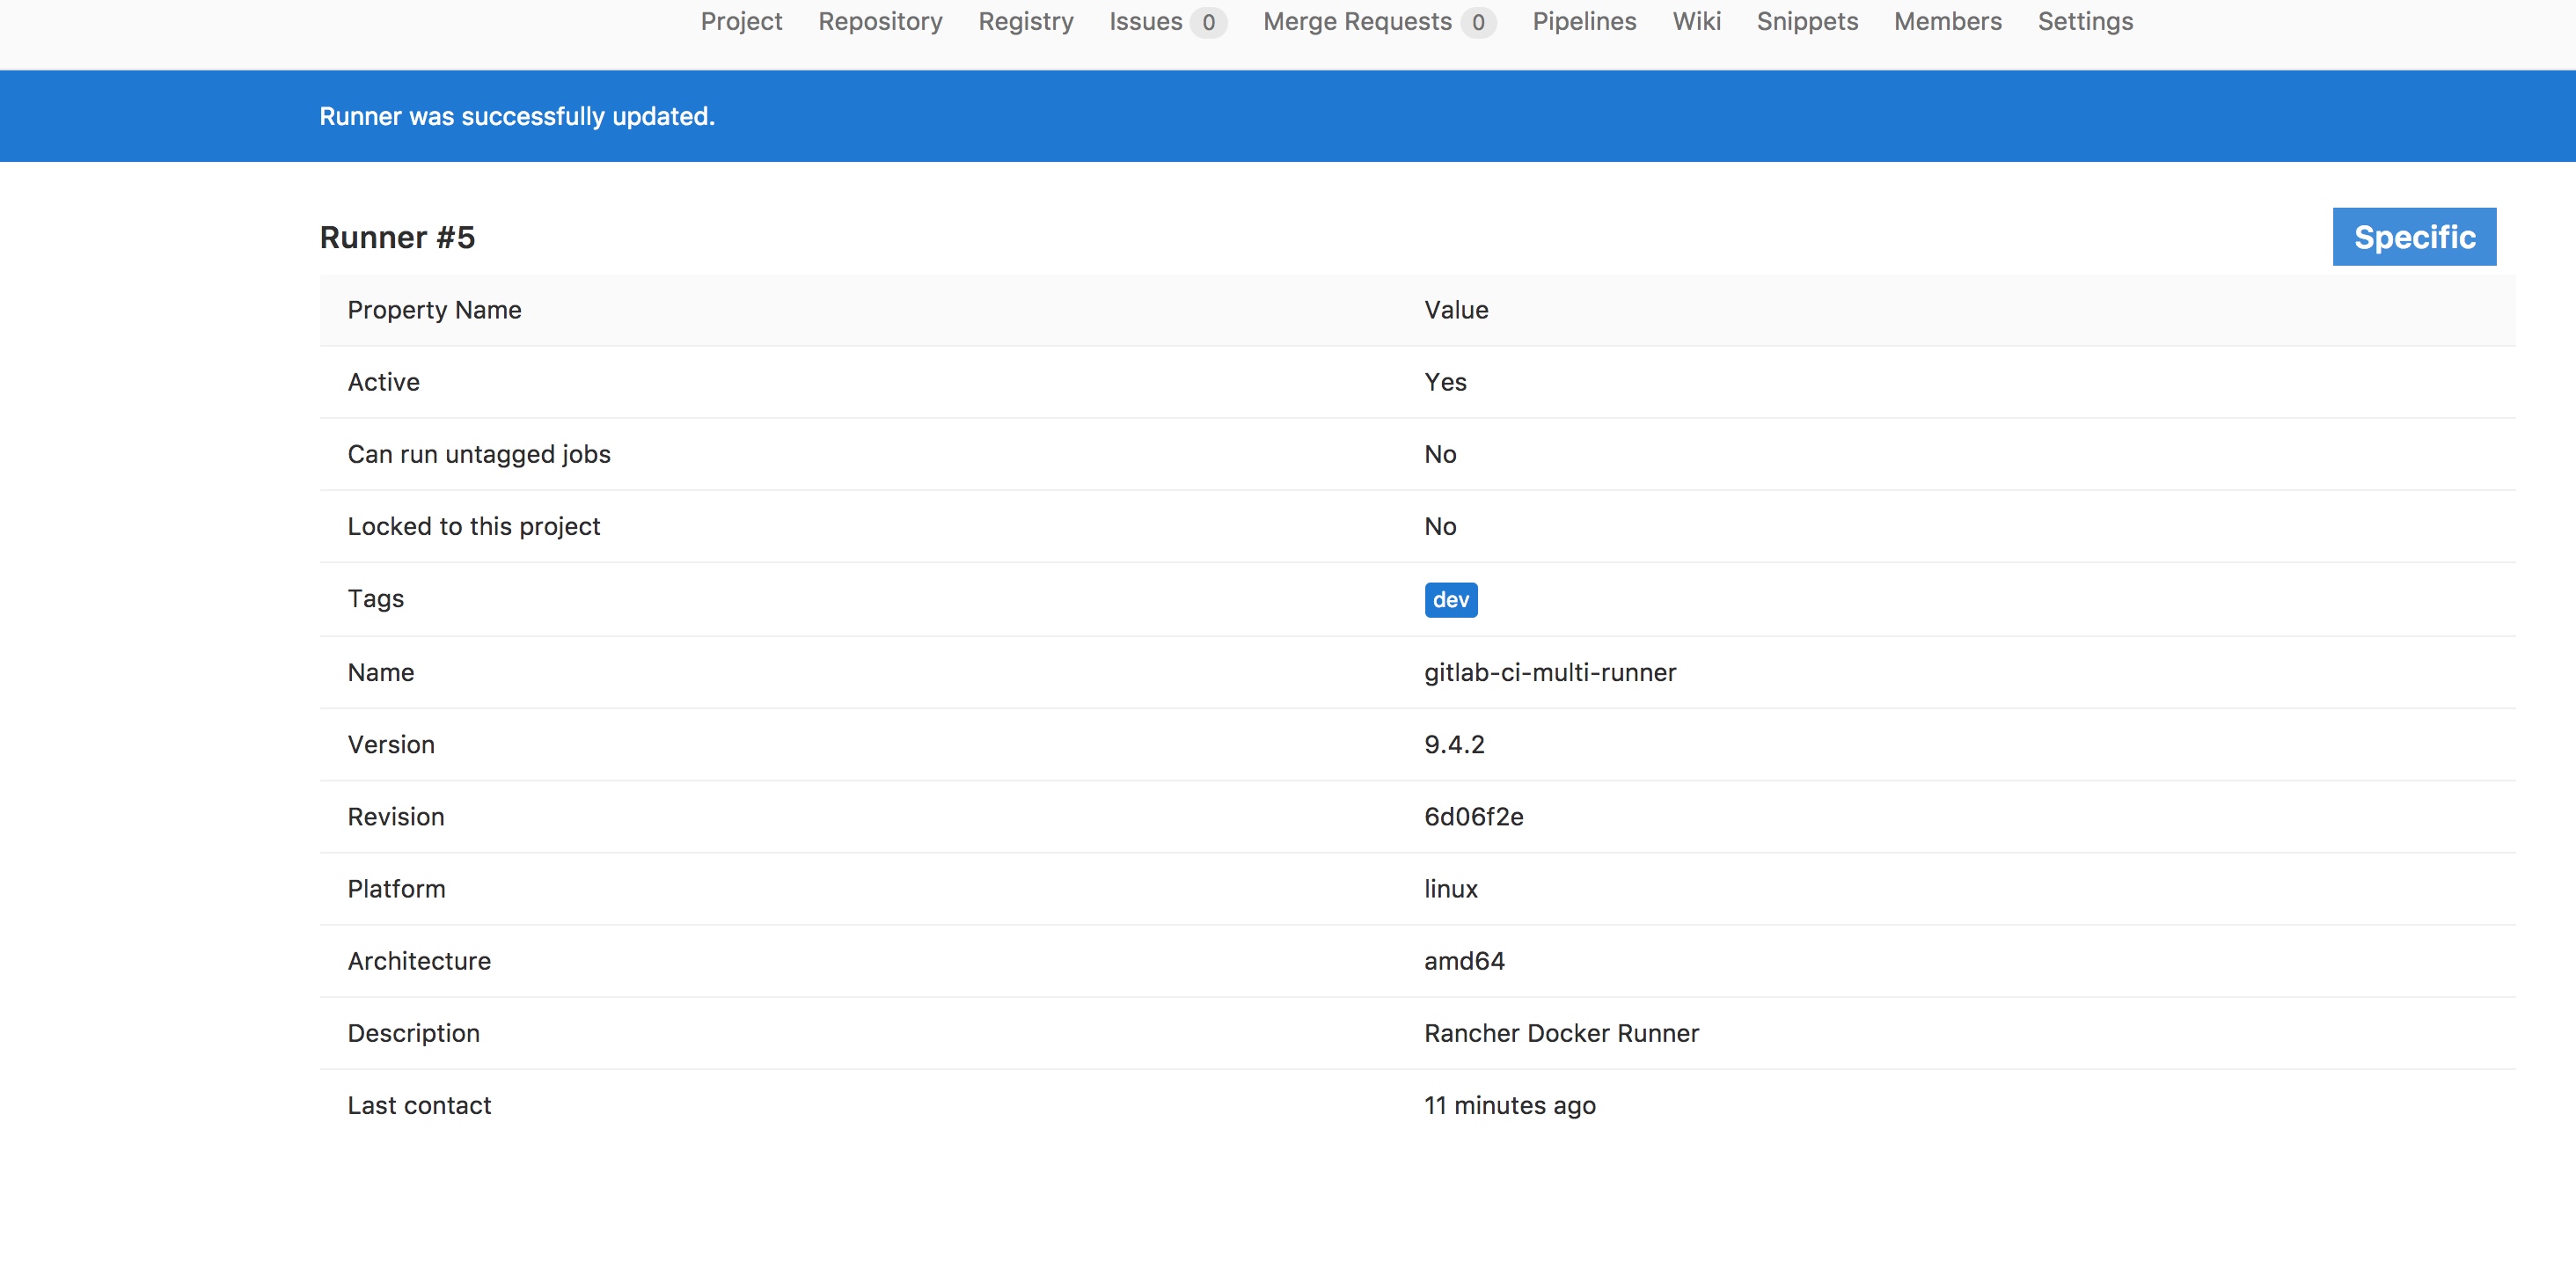 Project Repository Registry Issues 0 Merge Requests 0 Pipelines Wiki Snippets Members Settings
Runner was successfully updated.
Runner #5 Specific
Property Name Value
Active Yes
Can run untagged jobs No
Locked to this project No
Tags dev
Name gitlab-ci-multi-runner
Version 9.4.2
Revision 6d06f2e
Platform linux
Architecture amd64
Description Rancher Docker Runner
Last contact 11 minutes ago